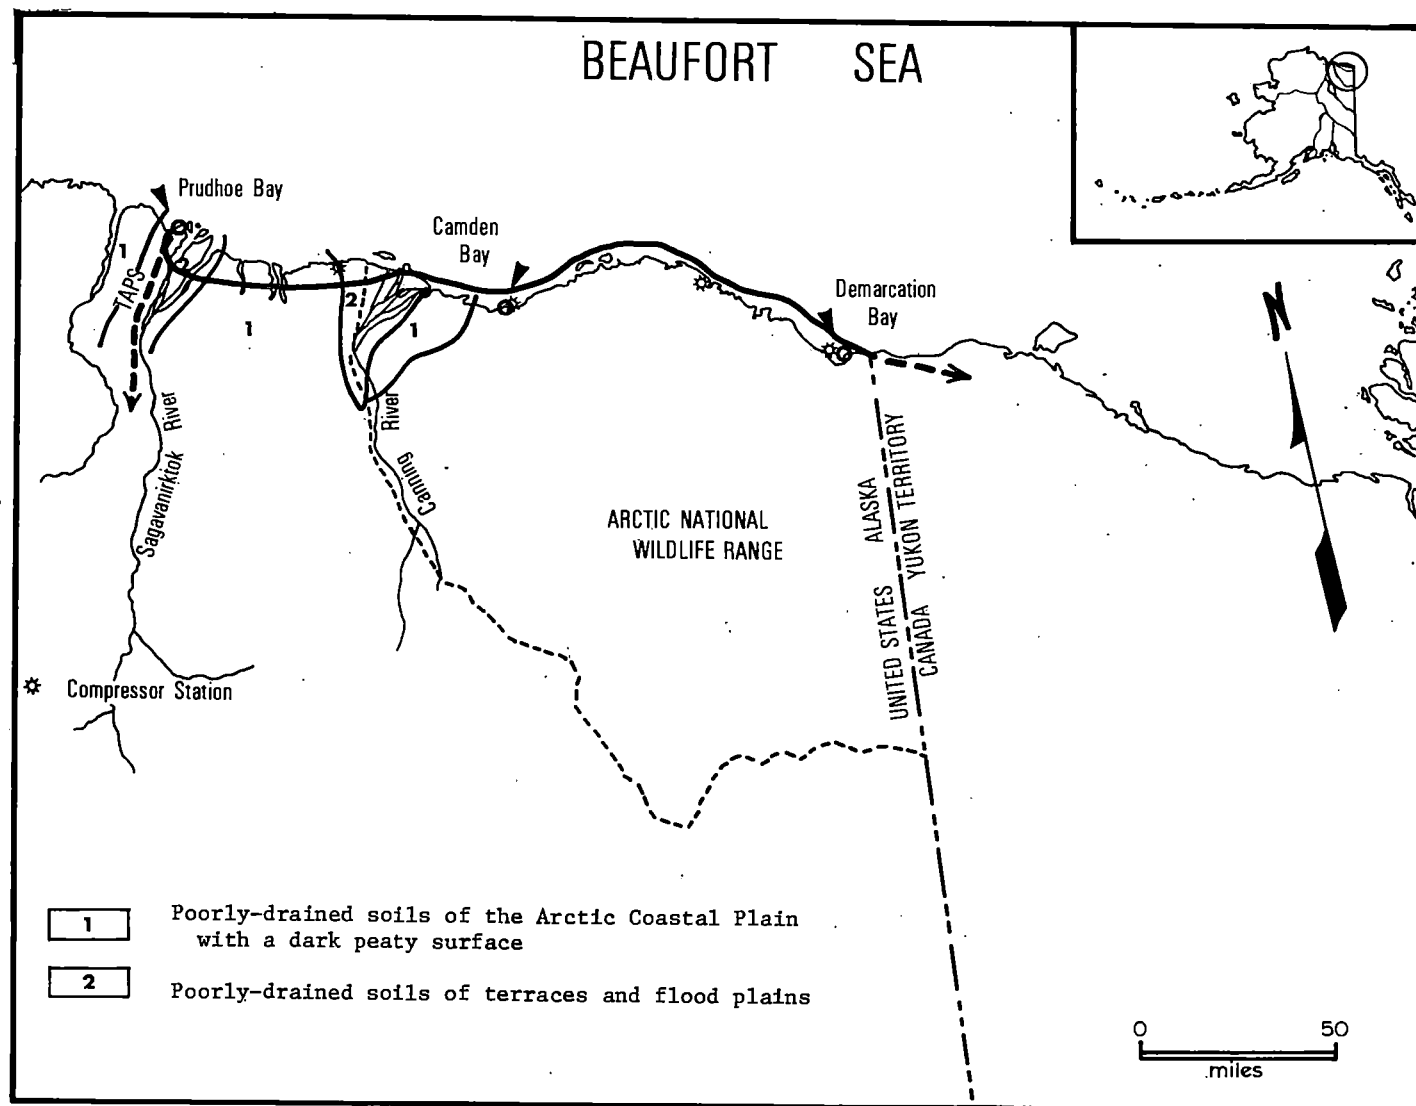 BEAUFORT SEA
Prudhoe Bay
Camden
Bay
Demarcation
Bay
N
1
TAPS
2
1
1
River
Sagavanirktok
River
Canning
ARCTIC NATIONAL
WILDLIFE RANGE
UNITED STATES ALASKA
CANADA YUKON TERRITORY
Compressor Station
1 Poorly-drained soils of the Arctic Coastal Plain
with a dark peaty surface
2 Poorly-drained soils of terraces and flood plains
0 50
miles